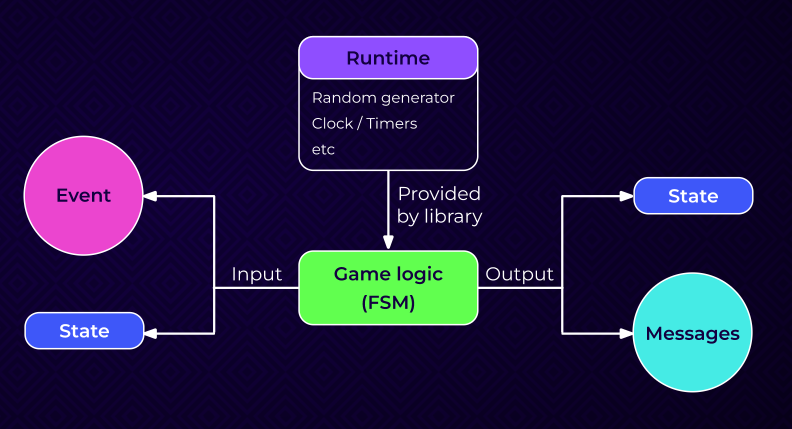 Runtime
Random generator
Clock / Timers
etc
Provided
by library
Event
State
Input
Game logic
(FSM)
Output
State
Messages